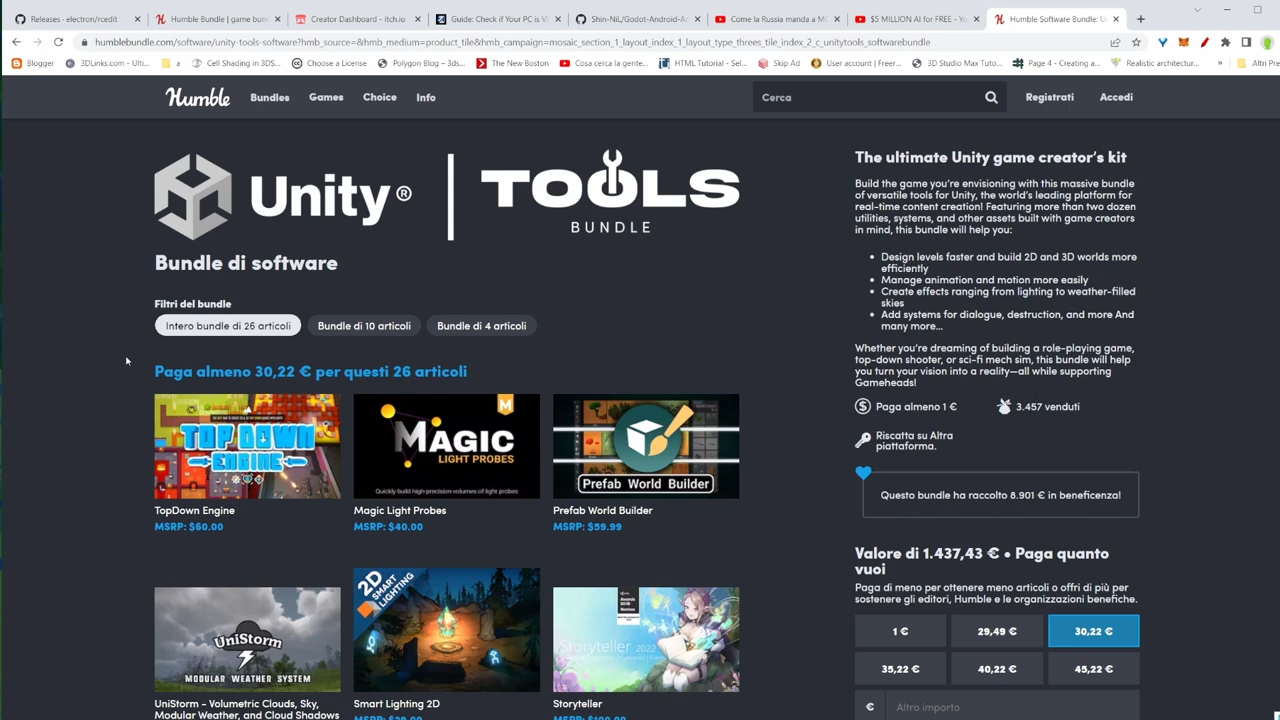 Releases · electron/rcedit
Humble Bundle | game bun
Creator Dashboard - itch.io
Guide: Check if Your PC is V
Shin-NiL/Godot-Android-A
Come la Russia manda a M
$5 MILLION AI for FREE - Yo
Humble Software Bundle: U
humblebundle.com/software/unity-tools-software?hmb_source=&hmb_medium=product_tile&hmb_campaign=mosaic_section_1_layout_index_1_layout_type_threes_tile_index_2_c_unitytools_softwarebundle
Blogger
3DLinks.com - Ulti...
a
Cell Shading in 3DS...
Choose a License
Polygon Blog – 3ds...
The New Boston
Cosa cerca la gente...
HTML Tutorial - Sel...
Skip Ad
User account | Freer...
3D Studio Max Tuto...
Page 4 - Creating a...
Realistic architectur...
»
Altri Pre
Humble
Bundles
Games
Choice
Info
Cerca
Registrati
Accedi
Unity®
TOOLS
BUNDLE
Bundle di software
Filtri del bundle
Intero bundle di 26 articoli
Bundle di 10 articoli
Bundle di 4 articoli
Paga almeno 30,22 € per questi 26 articoli
TOP DOWN
ENGINE
M
MAGIC
LIGHT PROBES
Quickly build high-precision volumes of light probes
Prefab World Builder
TopDown Engine
MSRP: $60.00
Magic Light Probes
MSRP: $40.00
Prefab World Builder
MSRP: $59.99
UNISTORM
MODULAR WEATHER SYSTEM
2D
SMART
LIGHTING
Storyteller 2022
UniStorm - Volumetric Clouds, Sky,
Modular Weather, and Cloud Shadows
Smart Lighting 2D
Storyteller
The ultimate Unity game creator's kit
Build the game you're envisioning with this massive bundle
of versatile tools for Unity, the world's leading platform for
real-time content creation! Featuring more than two dozen
utilities, systems, and other assets built with game creators
in mind, this bundle will help you:
• Design levels faster and build 2D and 3D worlds more
efficiently
• Manage animation and motion more easily
• Create effects ranging from lighting to weather-filled
skies
• Add systems for dialogue, destruction, and more And
many more...
Whether you're dreaming of building a role-playing game,
top-down shooter, or sci-fi mech sim, this bundle will help
you turn your vision into a reality—all while supporting
Gameheads!
Paga almeno 1 €
3.457 venduti
Riscatta su Altra
piattaforma.
Questo bundle ha raccolto 8.901 € in beneficenza!
Valore di 1.437,43 € • Paga quanto
vuoi
Paga di meno per ottenere meno articoli o offri di più per
sostenere gli editori, Humble e le organizzazioni benefiche.
1 €
29,49 €
30,22 €
35,22 €
40,22 €
45,22 €
€
Altro importo